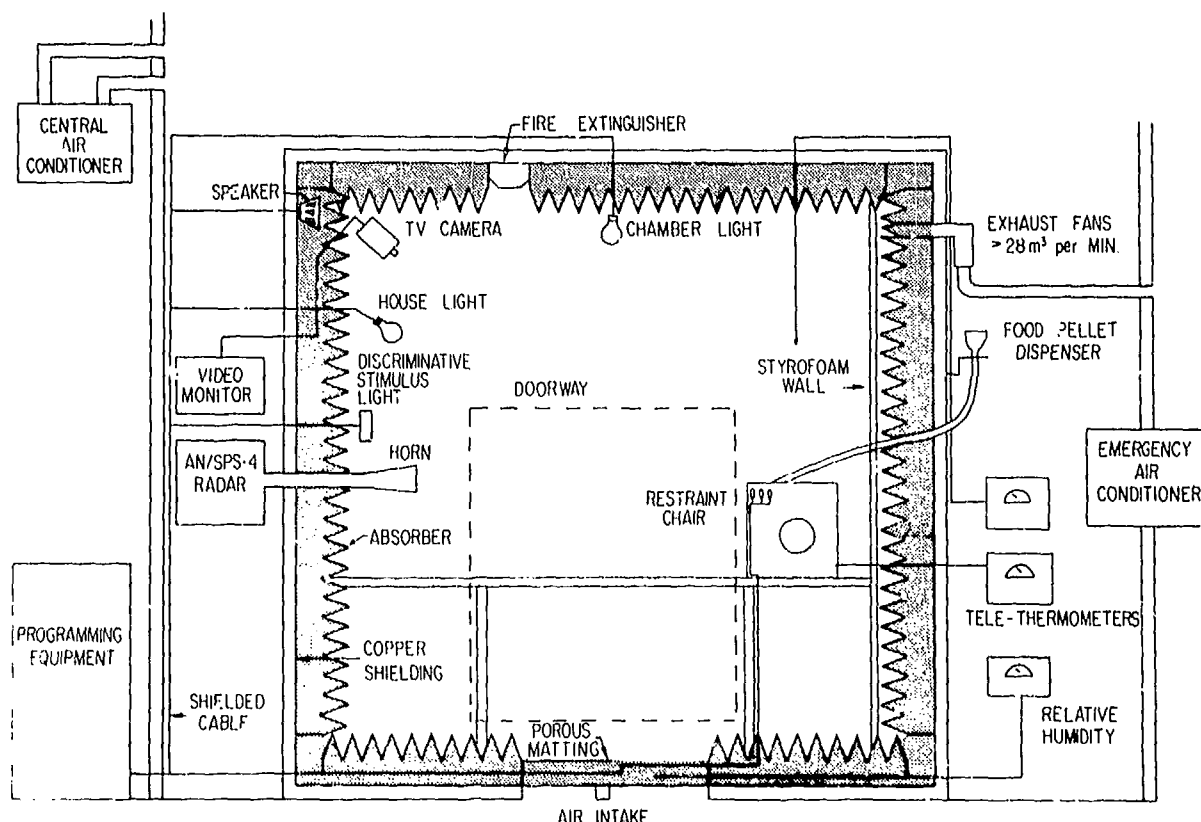 CENTRAL
AIR
CONDITIONER
FIRE EXTINGUISHER
SPEAKER
TV CAMERA
CHAMBER LIGHT
EXHAUST FANS
> 28 m³ per MIN.
HOUSE LIGHT
FOOD PELLET
DISPENSER
VIDEO
MONITOR
DISCRIMINATIVE
STIMULUS
LIGHT
STYROFOAM
WALL
DOORWAY
AN/SPS-4
RADAR
HORN
RESTRAINT
CHAIR
EMERGENCY
AIR
CONDITIONER
ABSORBER
TELE-THERMOMETERS
PROGRAMMING
EQUIPMENT
COPPER
SHIELDING
SHIELDED
CABLE
POROUS
MATTING
RELATIVE
HUMIDITY
AIR INTAKE